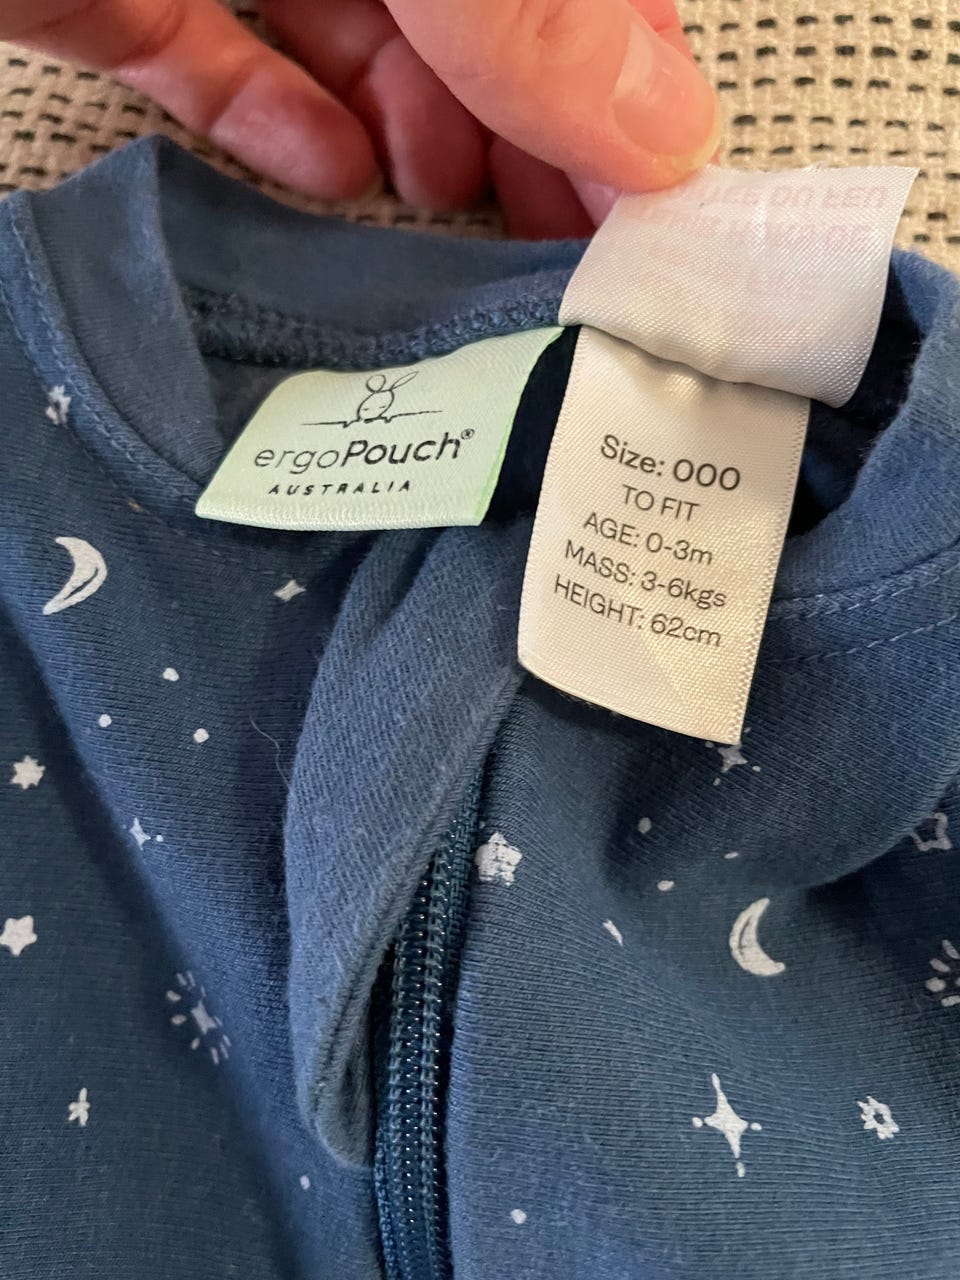 ergoPouch®
AUSTRALIA
Size: 000
TO FIT
AGE: 0-3m
MASS: 3-6kgs
HEIGHT: 62cm